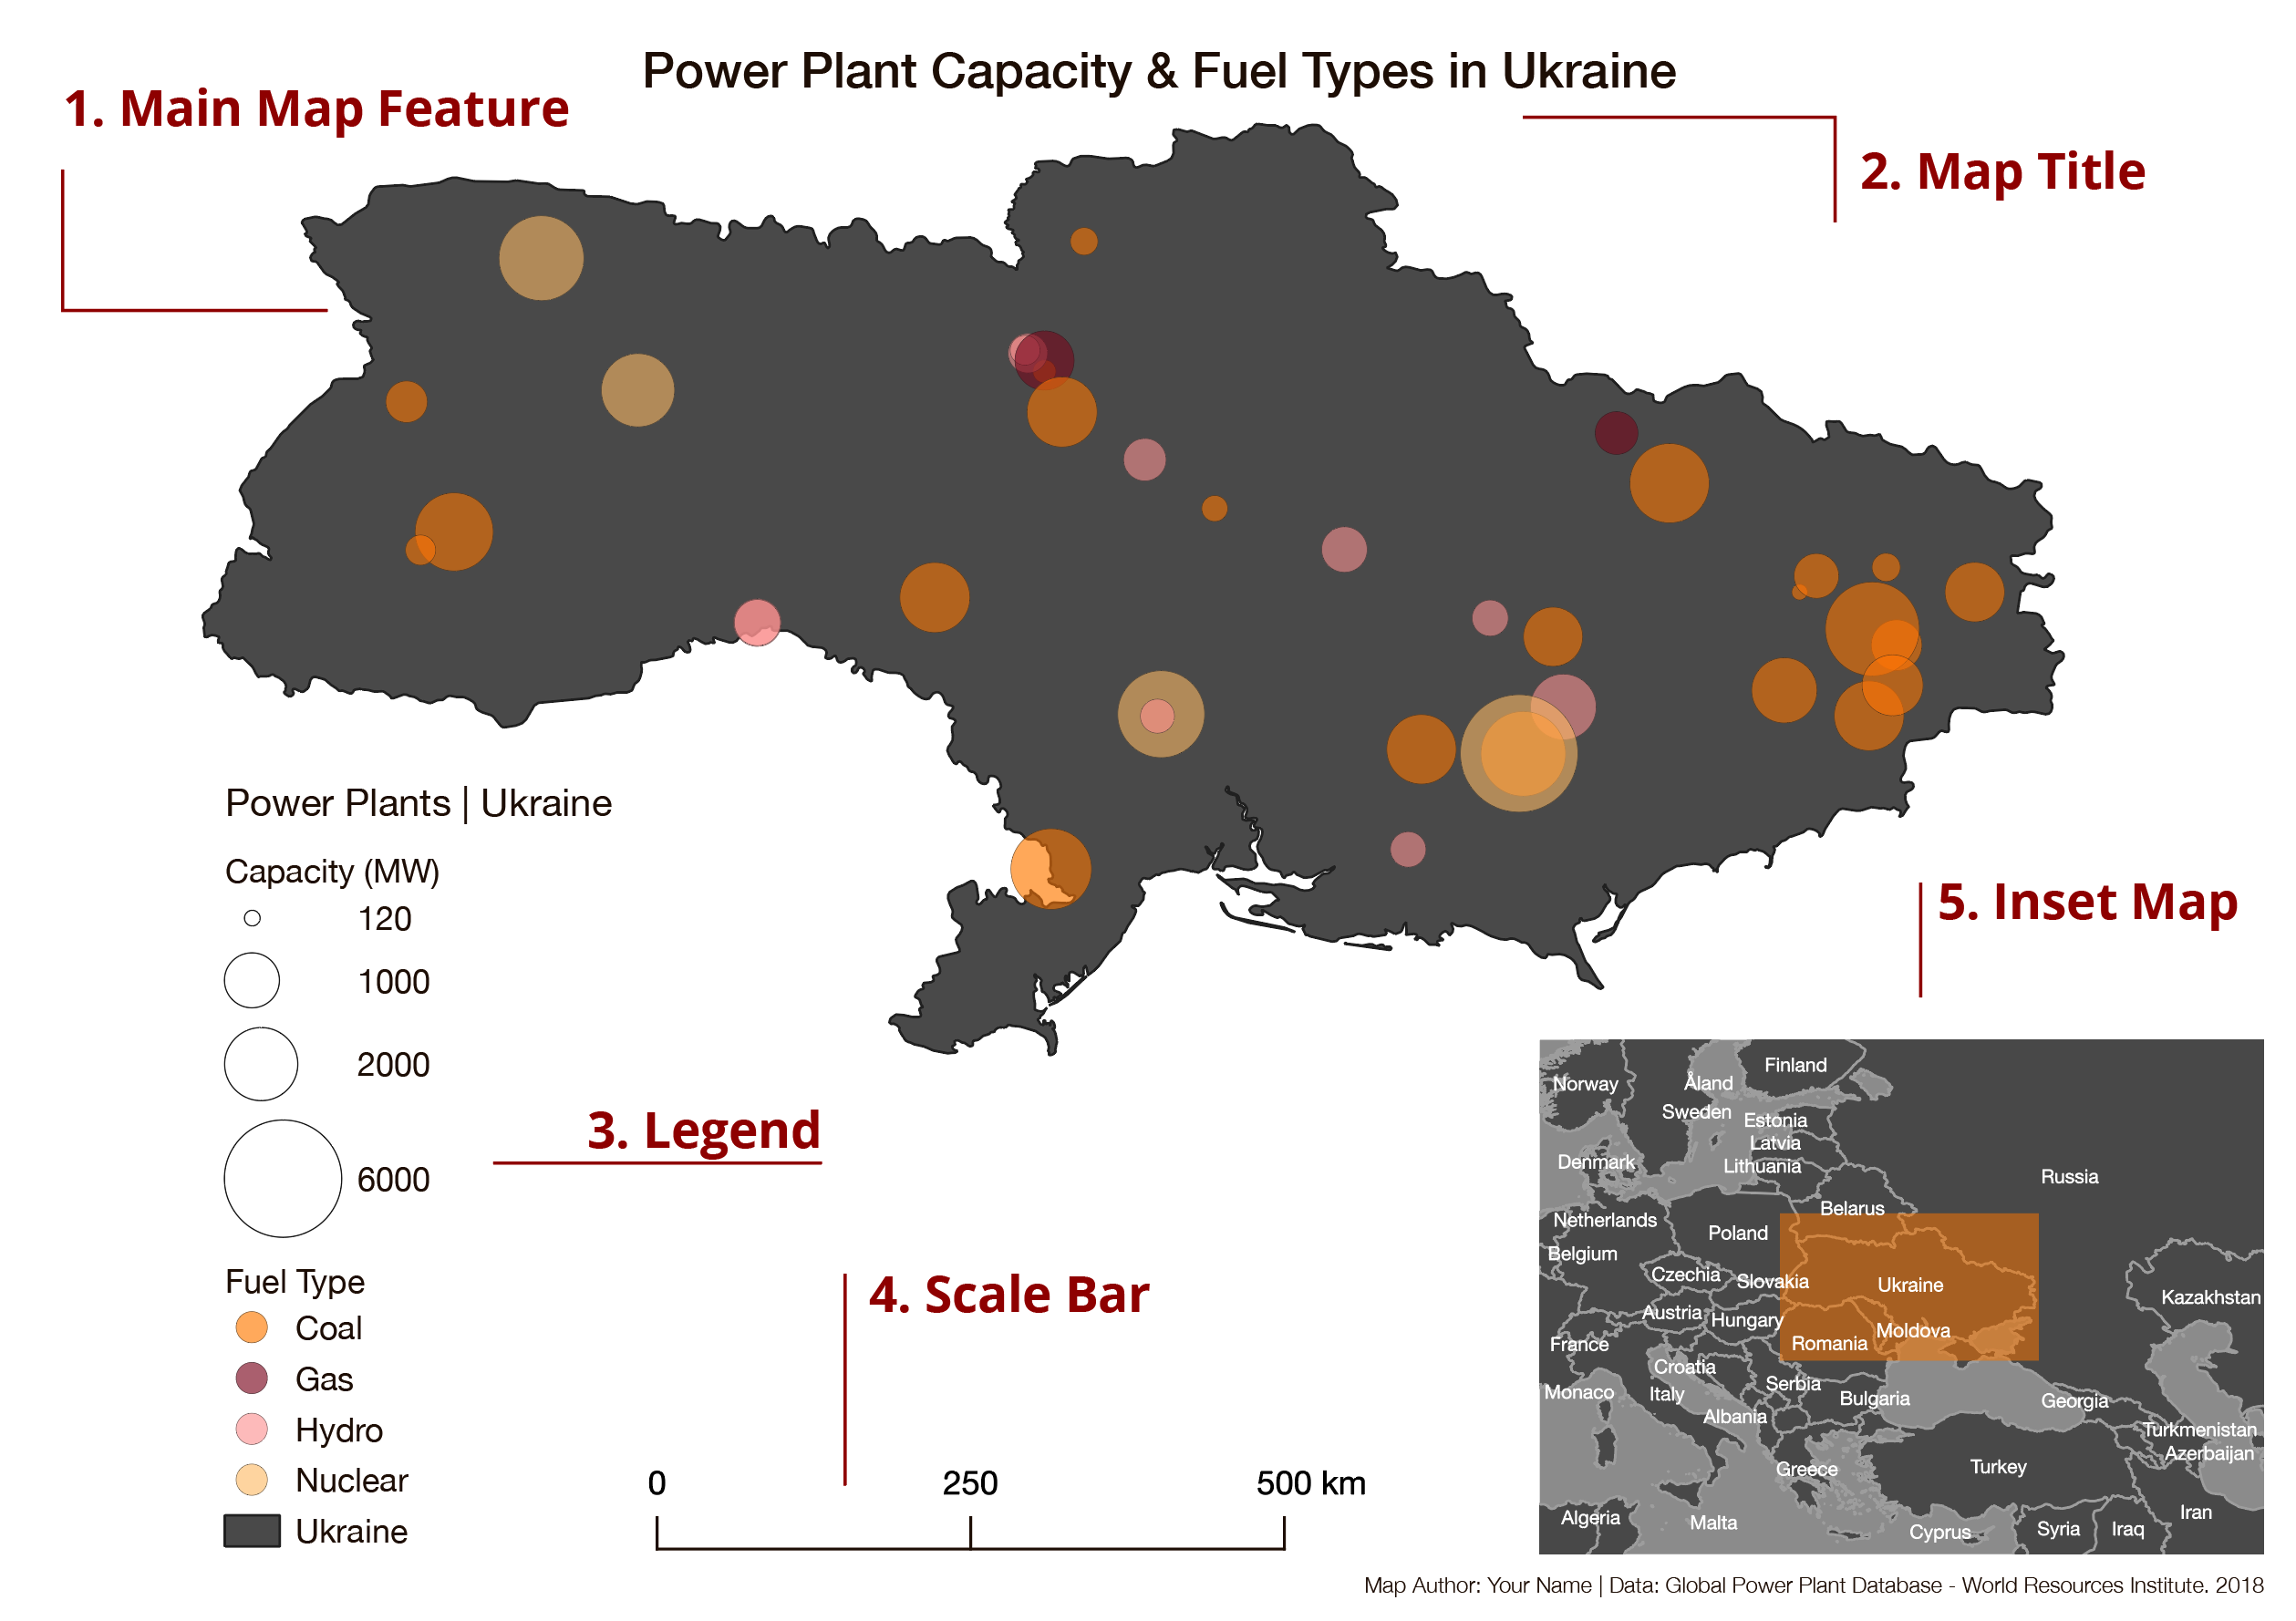 Power Plant Capacity & Fuel Types in Ukraine
1. Main Map Feature
2. Map Title
Power Plants | Ukraine
Capacity (MW)
120
1000
2000
6000
3. Legend
Fuel Type
Coal
Gas
Hydro
Nuclear
Ukraine
4. Scale Bar
0 250 500 km
5. Inset Map
Finland
Norway
Åland
Sweden
Estonia
Latvia
Denmark
Lithuania
Russia
Belarus
Netherlands
Poland
Belgium
Czechia
Slovakia
Ukraine
Kazakhstan
Austria
Hungary
Moldova
France
Romania
Croatia
Serbia
Monaco
Italy
Bulgaria
Georgia
Albania
Turkmenistan
Azerbaijan
Greece
Turkey
Iran
Algeria
Malta
Cyprus
Syria
Iraq
Map Author: Your Name | Data: Global Power Plant Database - World Resources Institute. 2018